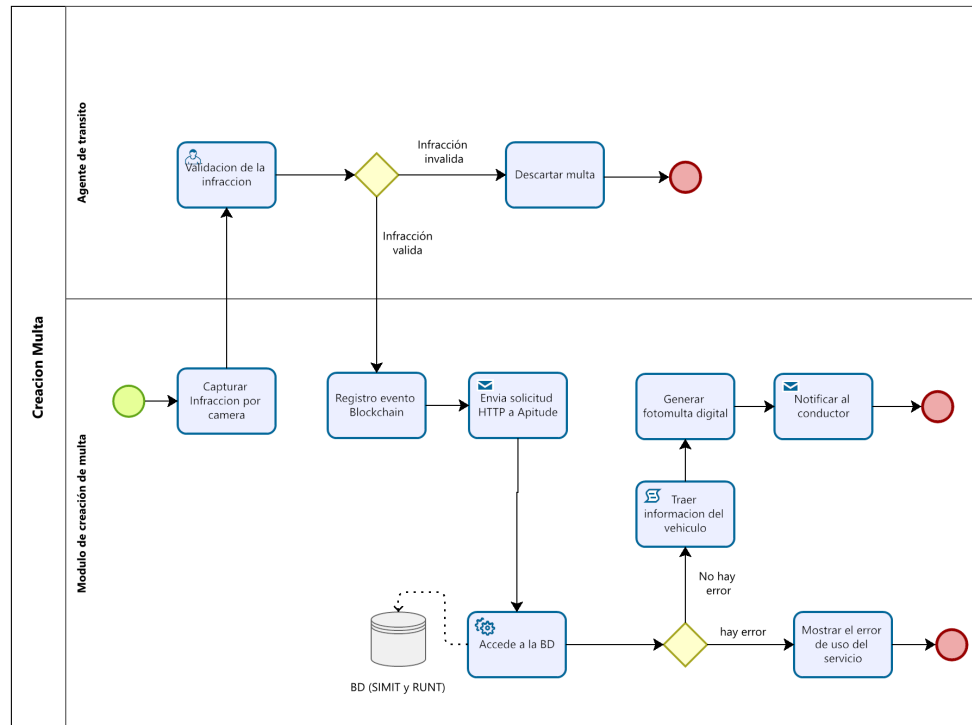 Creacion Multa
Agente de transito
Validacion de la
infraccion
Infracción
invalida
Descartar multa
Infracción
valida
Modulo de creación de multa
Capturar
Infraccion por
camera
Registro evento
Blockchain
Envia solicitud
HTTP a Apitude
Generar
fotomulta digital
Notificar al
conductor
Traer
informacion del
vehiculo
No hay
error
BD (SIMIT y RUNT)
Accede a la BD
hay error
Mostrar el error
de uso del
servicio